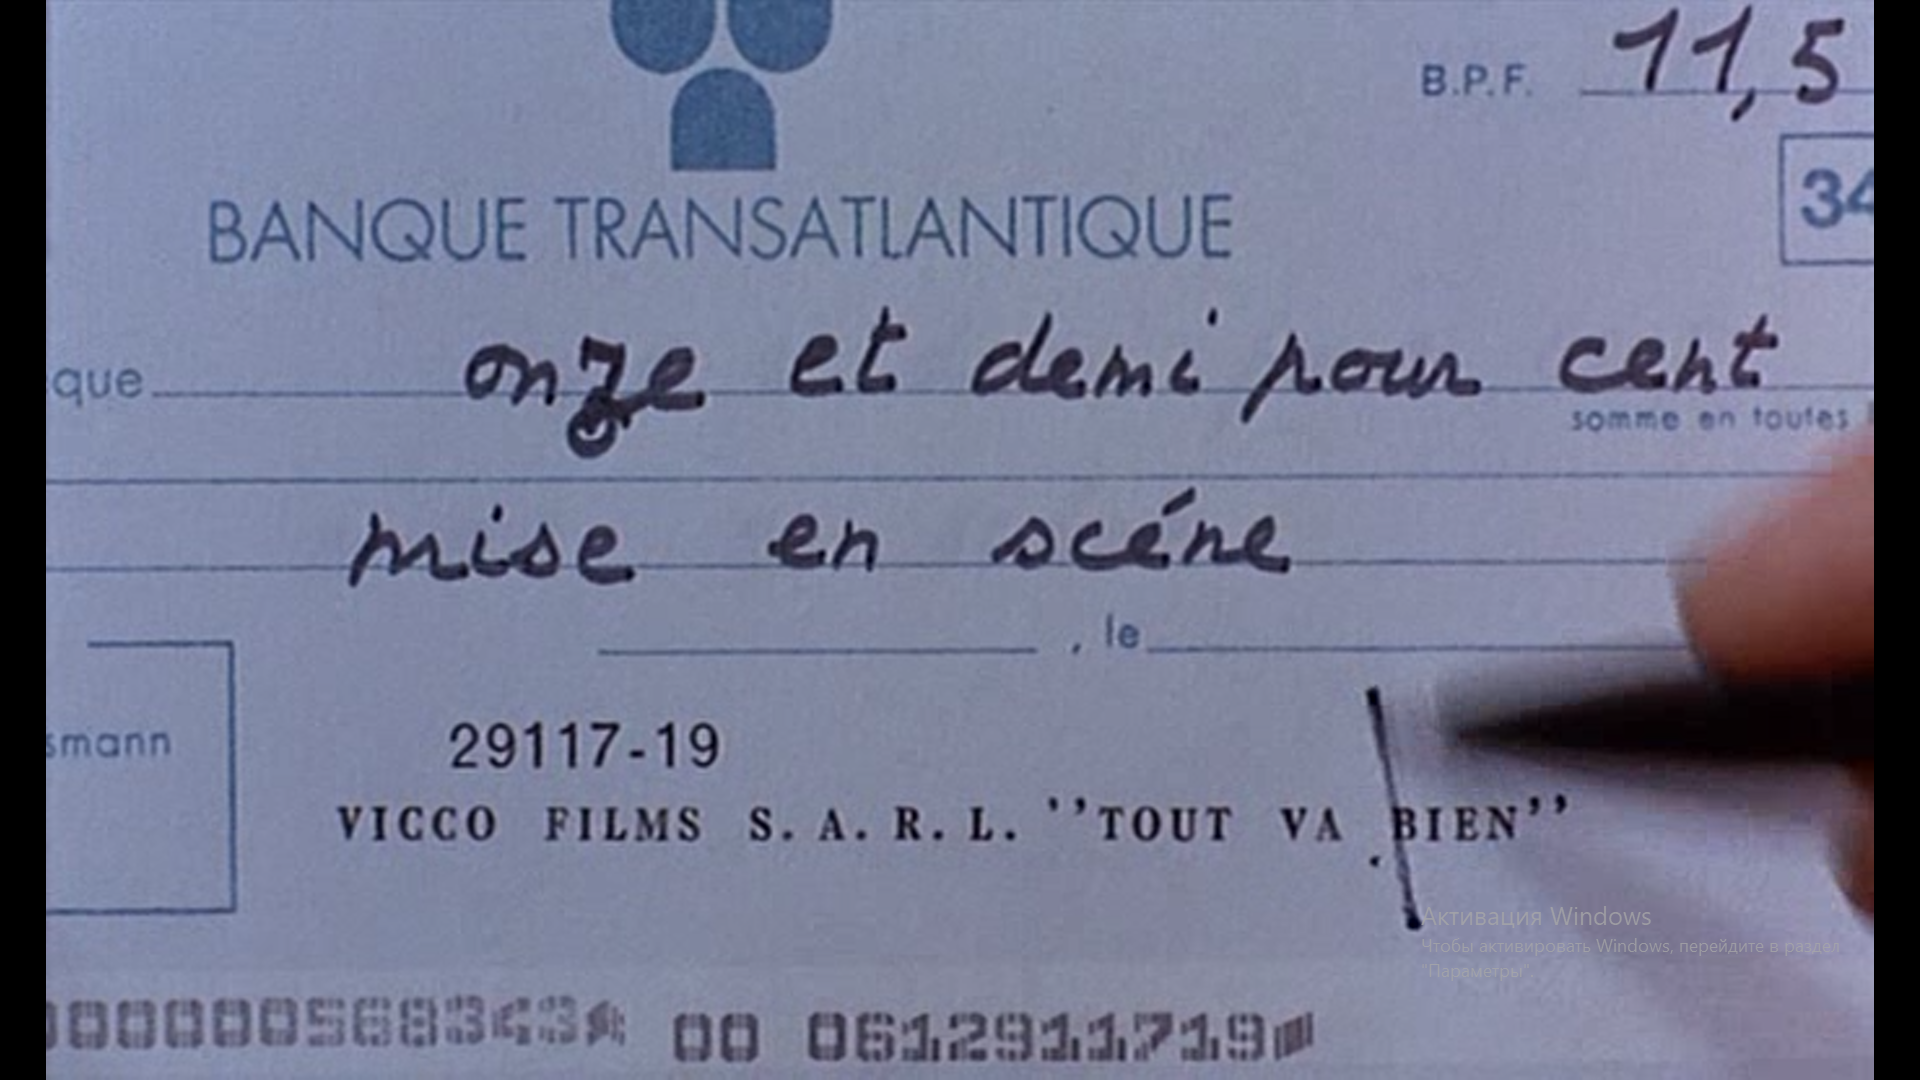 B.P.F. 11,5
34
BANQUE TRANSATLANTIQUE
que onze et demi pour cent
somme en toutes
mise en scéne
, le
smann
29117-19
VICCO FILMS S.A.R.L. ''TOUT VA BIEN''
Активация Windows
Чтобы активировать Windows, перейдите в раздел
"Параметры".
00 0612911719